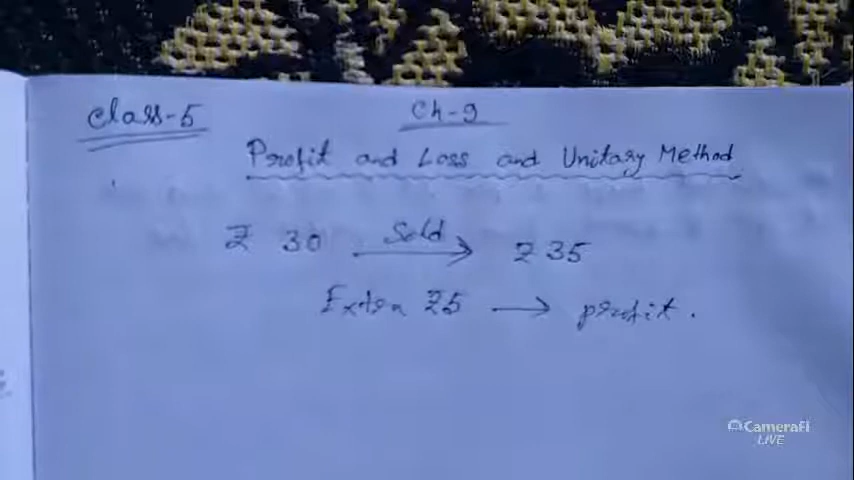 Class-5
Ch-9
Profit and Loss and Unitary Method
₹ 30 Sold → ₹ 35
Extra ₹5 → profit.
CameraFi
LIVE